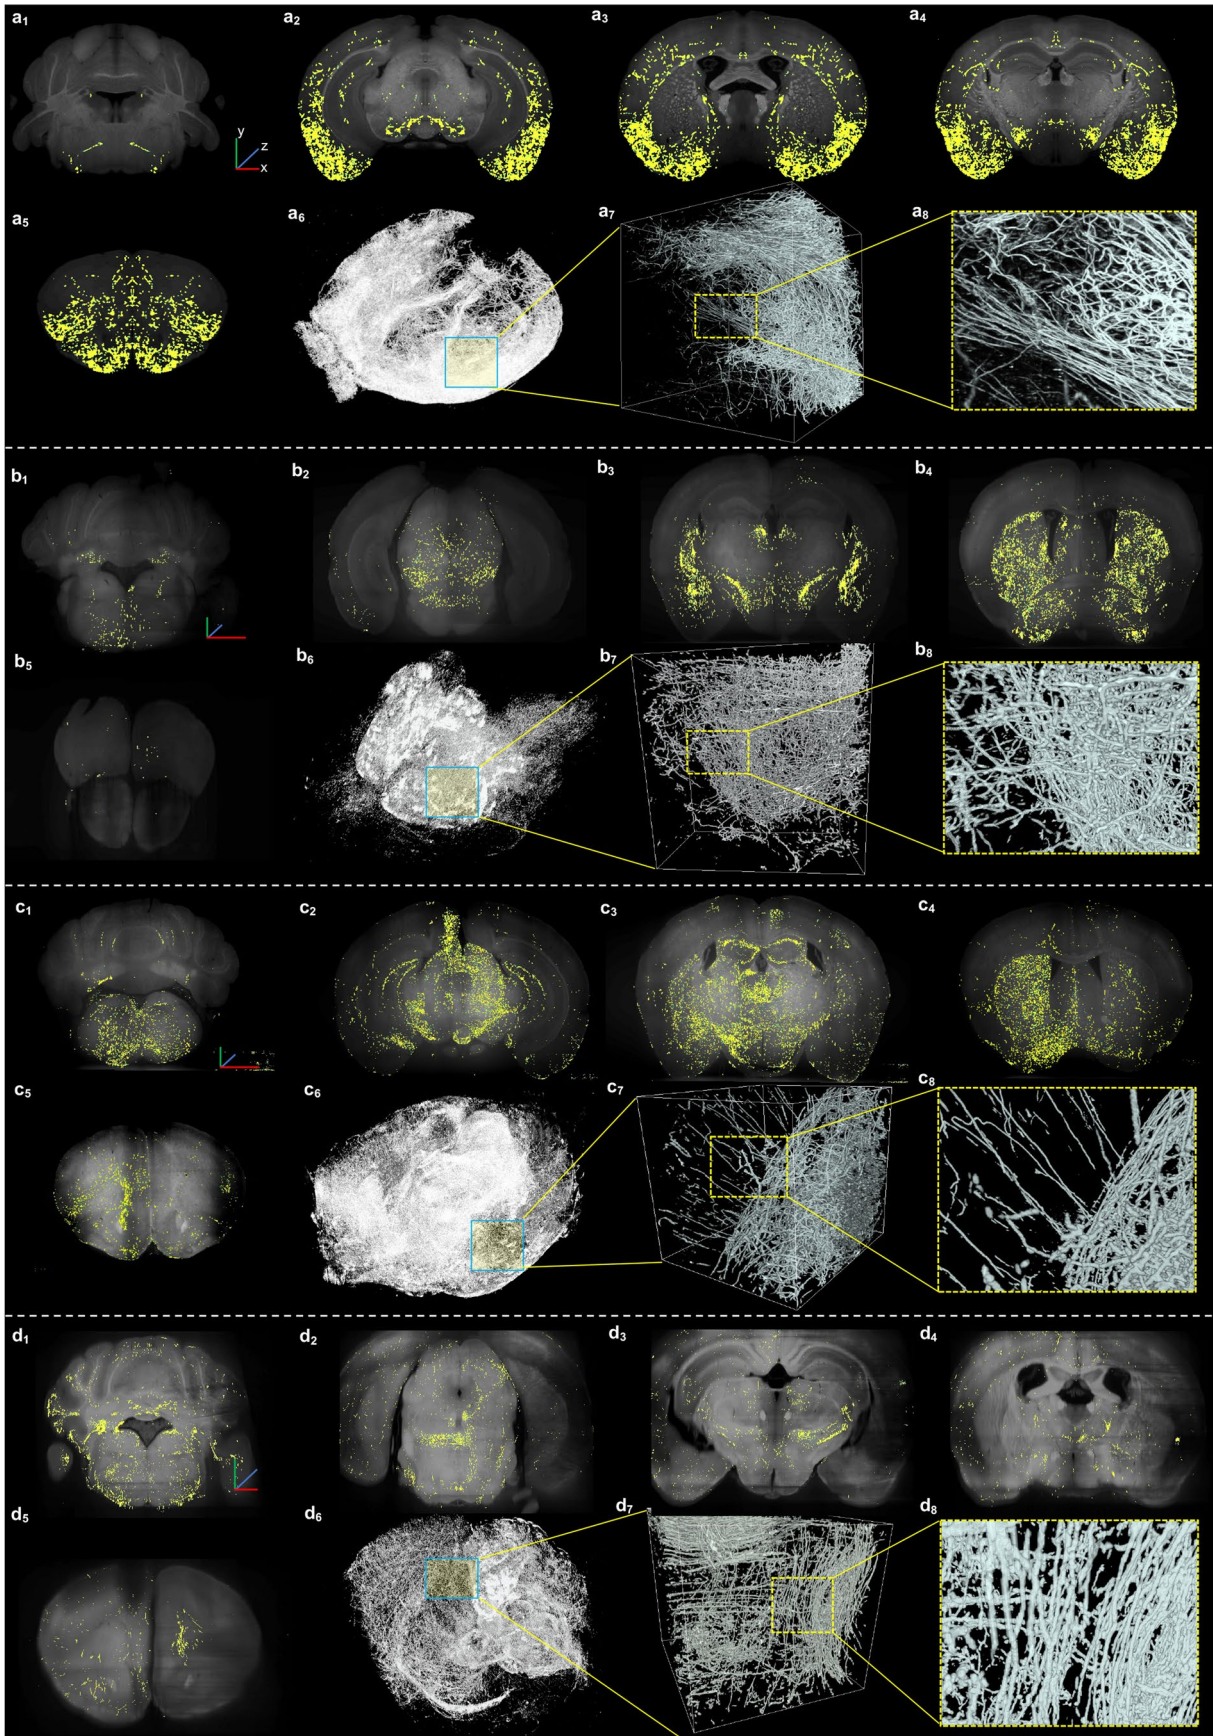 a1 a2 a3 a4
y
z
x
a5 a6 a7 a8
b1 b2 b3 b4
b5 b6 b7 b8
c1 c2 c3 c4
c5 c6 c7 c8
d1 d2 d3 d4
d5 d6 d7 d8